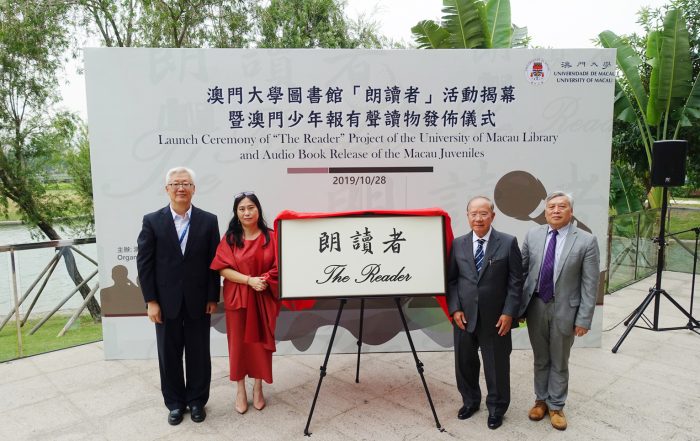 澳門大學
UNIVERSIDADE DE MACAU
UNIVERSITY OF MACAU
澳門大學圖書館「朗讀者」活動揭幕
暨澳門少年報有聲讀物發佈儀式
Launch Ceremony of "The Reader" Project of the University of Macau Library
and Audio Book Release of the Macau Juveniles
2019/10/28
主辦:
Organ
朗讀者
The Reader